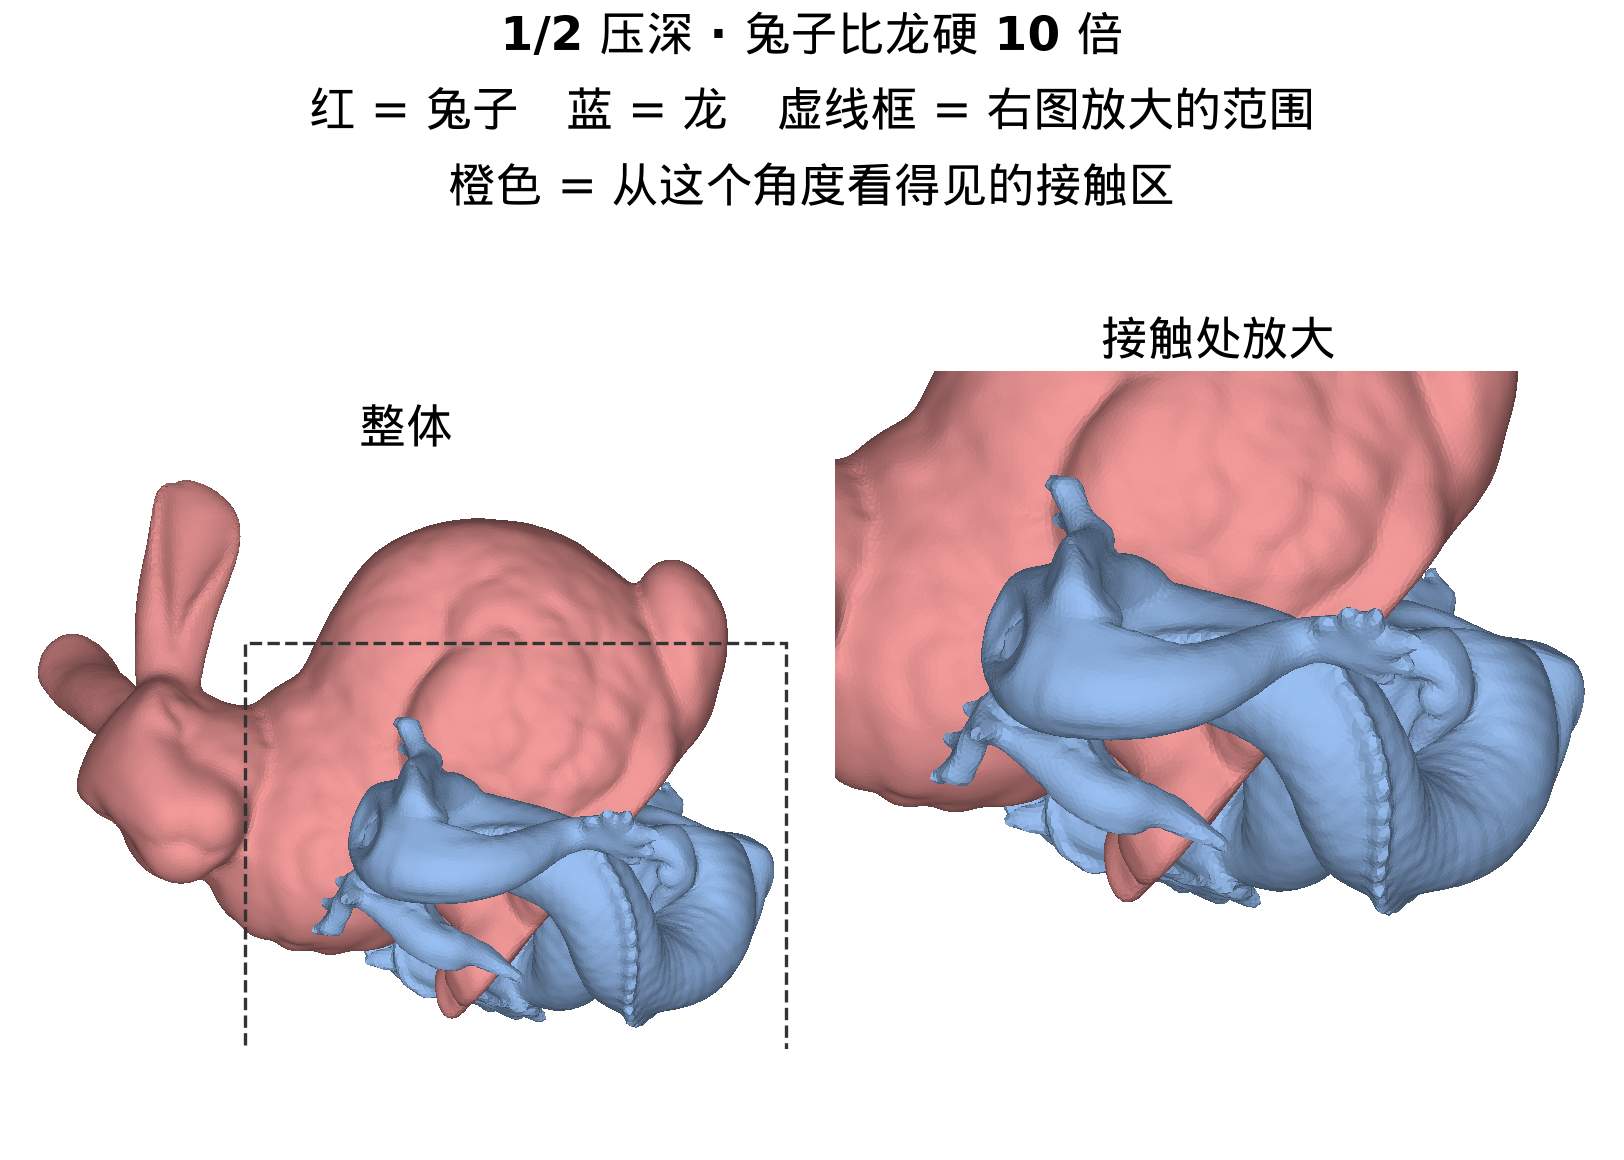 1/2 压深 · 兔子比龙硬 10 倍
红 = 兔子 蓝 = 龙 虚线框 = 右图放大的范围
橙色 = 从这个角度看得见的接触区
接触处放大
整体